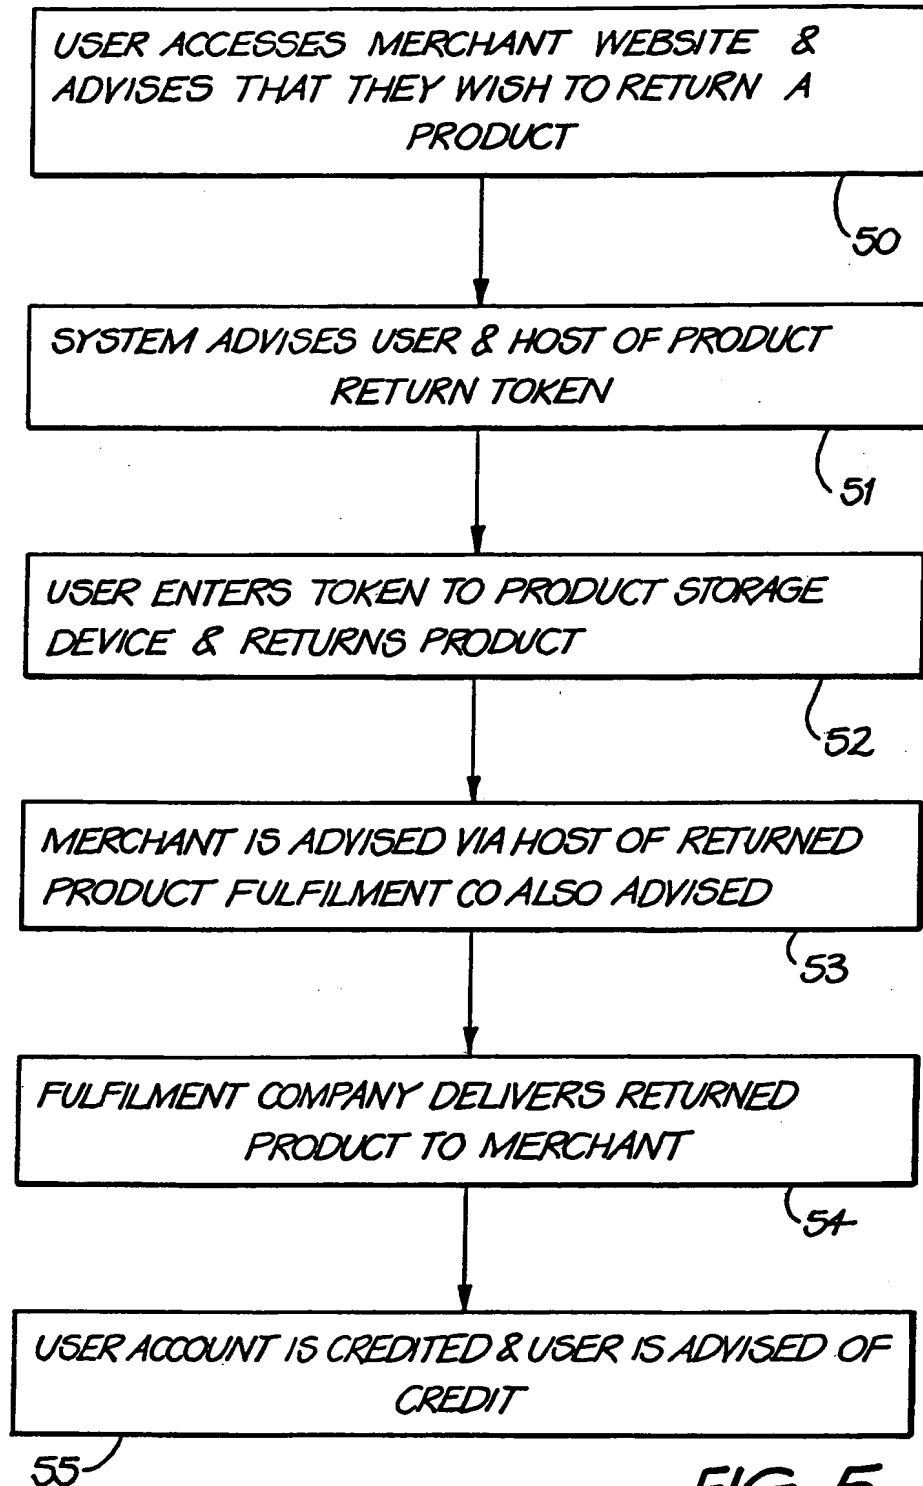 USER ACCESSES MERCHANT WEBSITE &
ADVISES THAT THEY WISH TO RETURN A
PRODUCT
50
SYSTEM ADVISES USER & HOST OF PRODUCT
RETURN TOKEN
51
USER ENTERS TOKEN TO PRODUCT STORAGE
DEVICE & RETURNS PRODUCT
52
MERCHANT IS ADVISED VIA HOST OF RETURNED
PRODUCT FULFILMENT CO ALSO ADVISED
53
FULFILMENT COMPANY DELIVERS RETURNED
PRODUCT TO MERCHANT
54
USER ACCOUNT IS CREDITED & USER IS ADVISED OF
CREDIT
55
FIG. 5